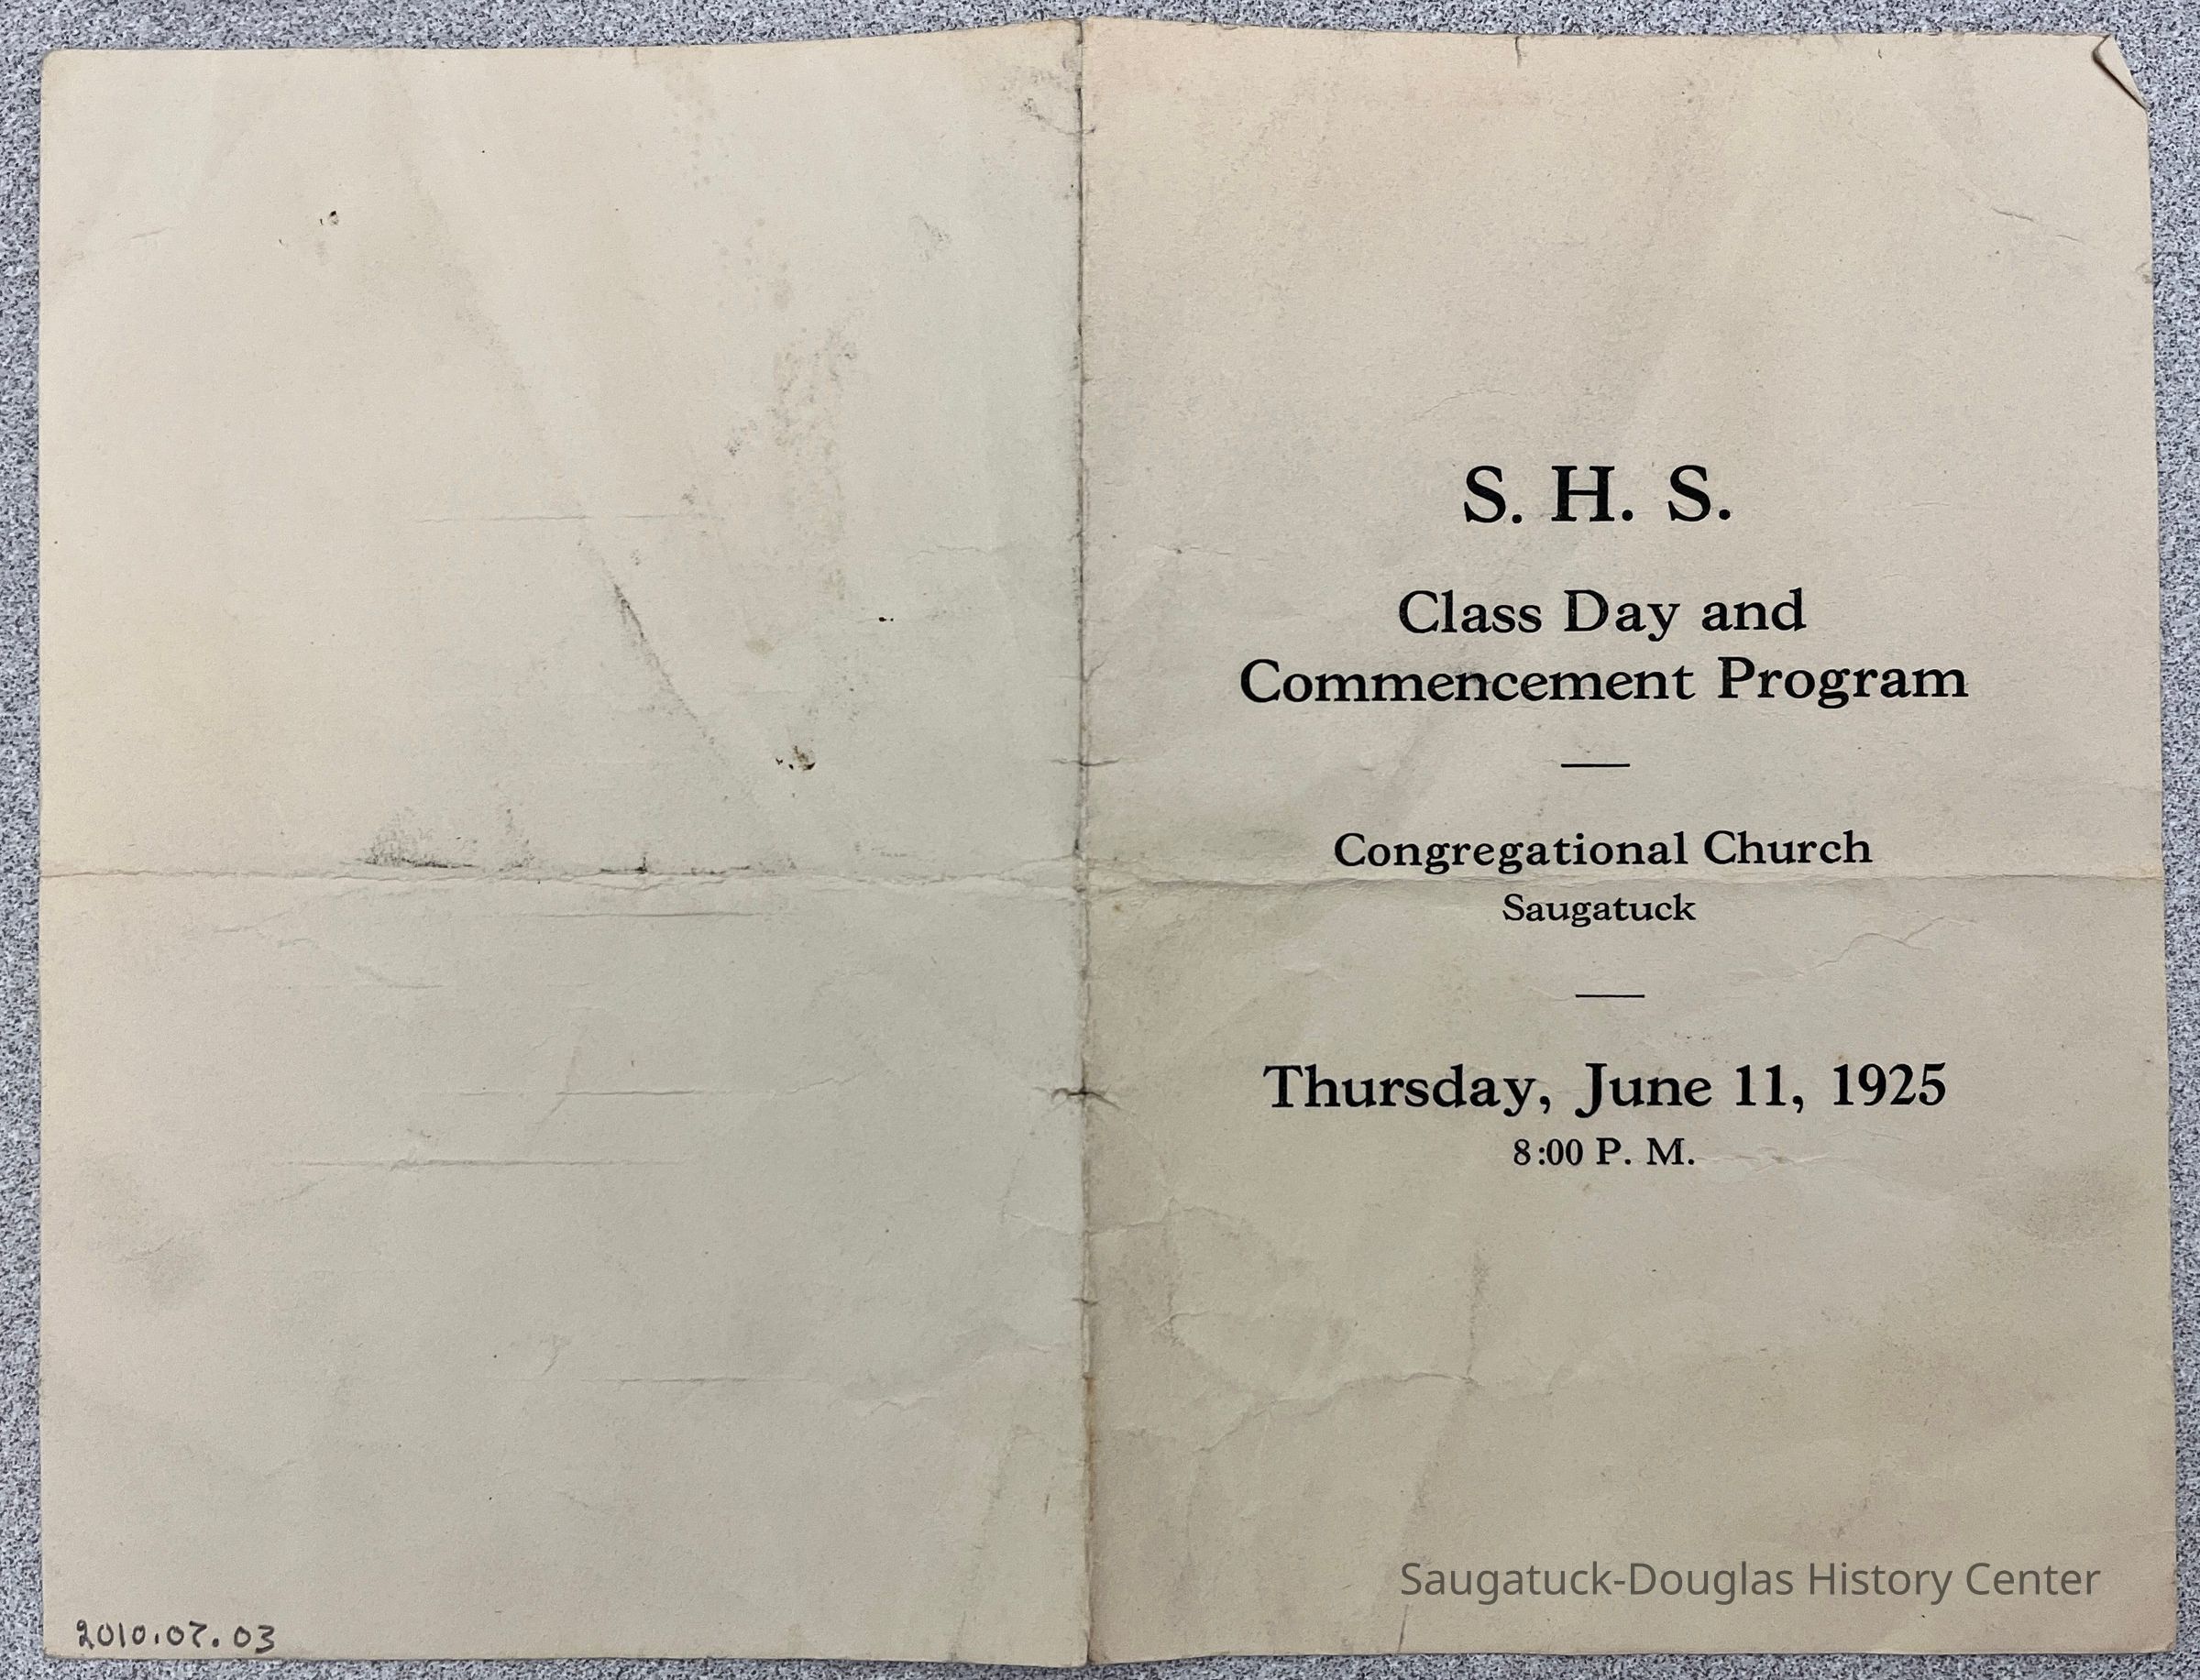 S. H. S.
Class Day and
Commencement Program
Congregational Church
Saugatuck
Thursday, June 11, 1925
8:00 P. M.
Saugatuck-Douglas History Center
2010.07.03